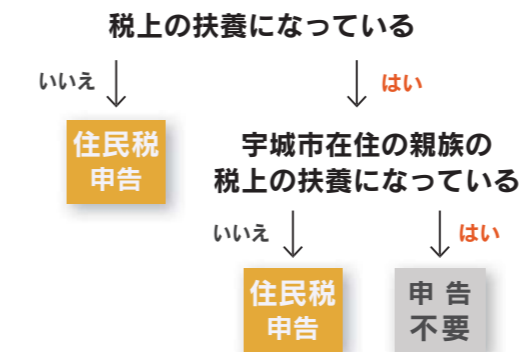 税上の扶養になっている
いいえ
はい
住民税
申告
宇城市在住の親族の
税上の扶養になっている
いいえ
はい
住民税
申告
申告
不要